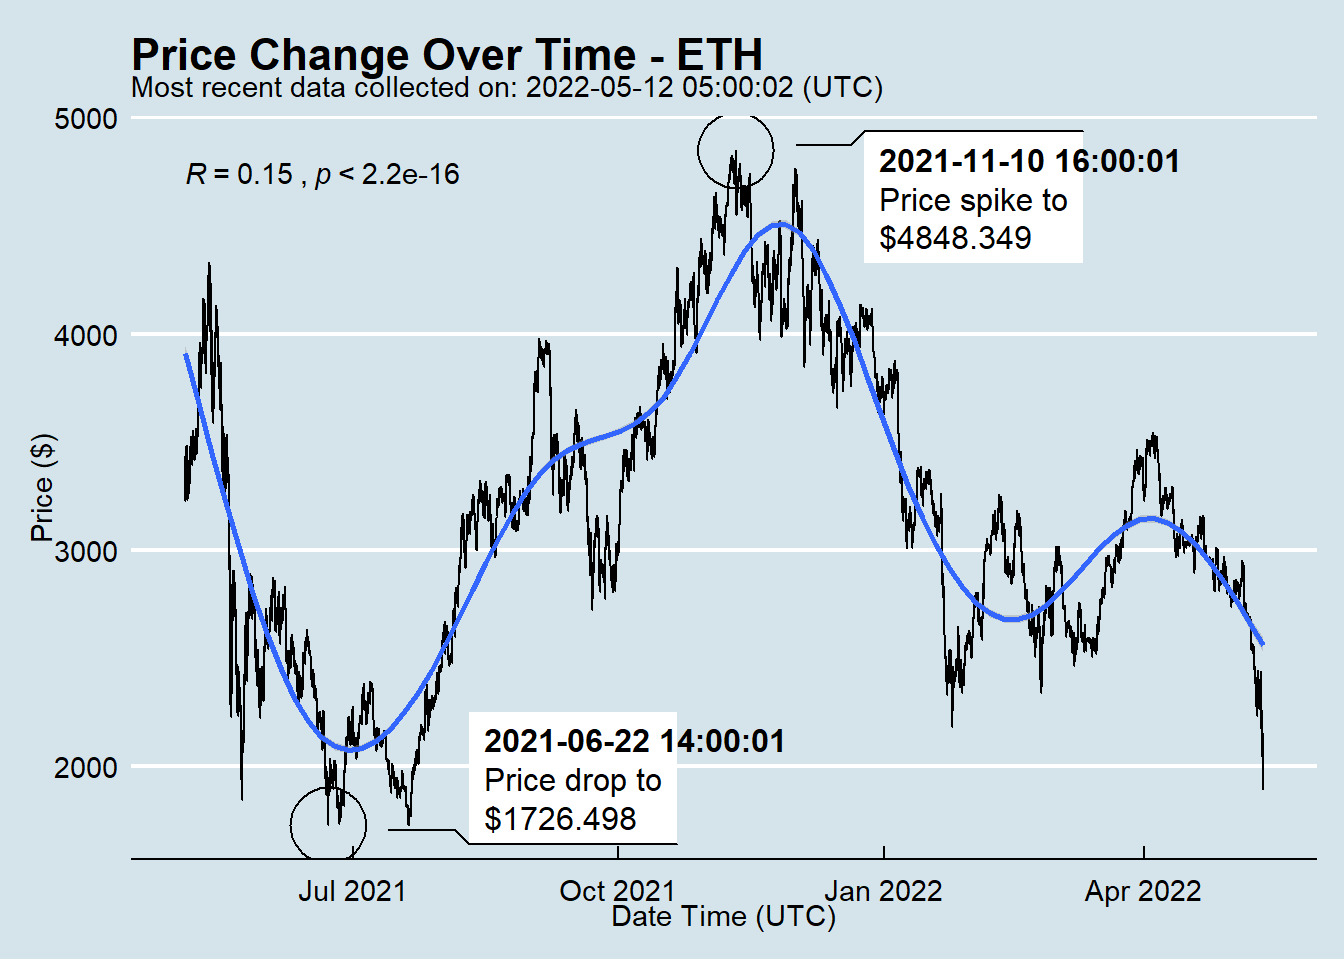 Price Change Over Time - ETH
Most recent data collected on: 2022-05-12 05:00:02 (UTC)
5000
R = 0.15 , p < 2.2e-16
2021-11-10 16:00:01
Price spike to
$4848.349
4000
Price ($)
3000
2021-06-22 14:00:01
Price drop to
$1726.498
2000
Jul 2021 Oct 2021 Jan 2022 Apr 2022
Date Time (UTC)